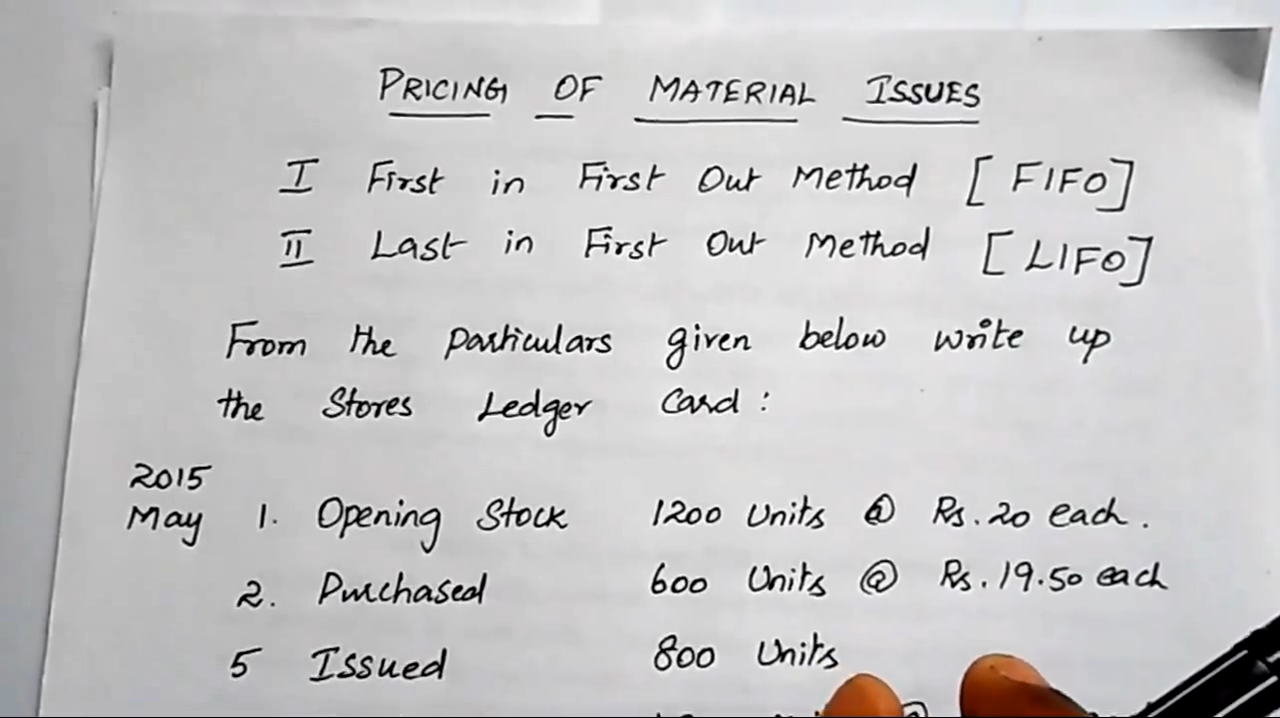 PRICING OF MATERIAL ISSUES
I First in First Out Method [FIFO]
II Last in First Out Method [LIFO]
From the particulars given below write up
the Stores Ledger Card :
2015
May 1. Opening Stock 1200 Units @ Rs. 20 each.
2. Purchased 600 Units @ Rs. 19.50 each
5 Issued 800 Units